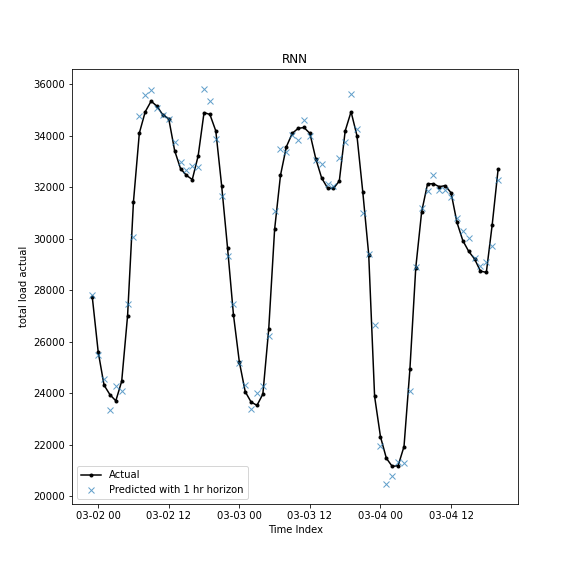 RNN
total load actual
36000
34000
32000
30000
28000
26000
24000
22000
20000
Actual
Predicted with 1 hr horizon
03-02 00 03-02 12 03-03 00 03-03 12 03-04 00 03-04 12
Time Index